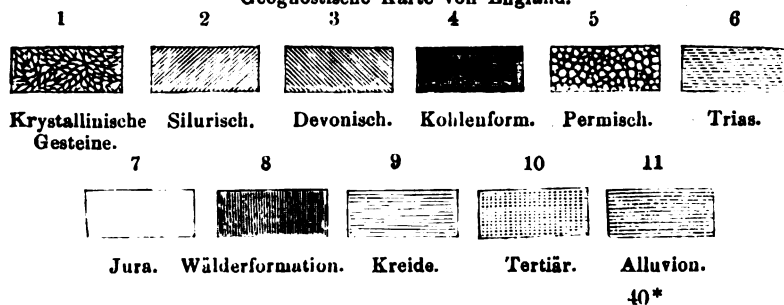 Geognostische Karte von England.
1 2 3 4 5 6
Krystallinische Silurisch. Devonisch. Kohlenform. Permisch. Trias.
Gesteine.
7 8 9 10 11
Jura. Wälderformation. Kreide. Tertiär. Alluvion.
40*